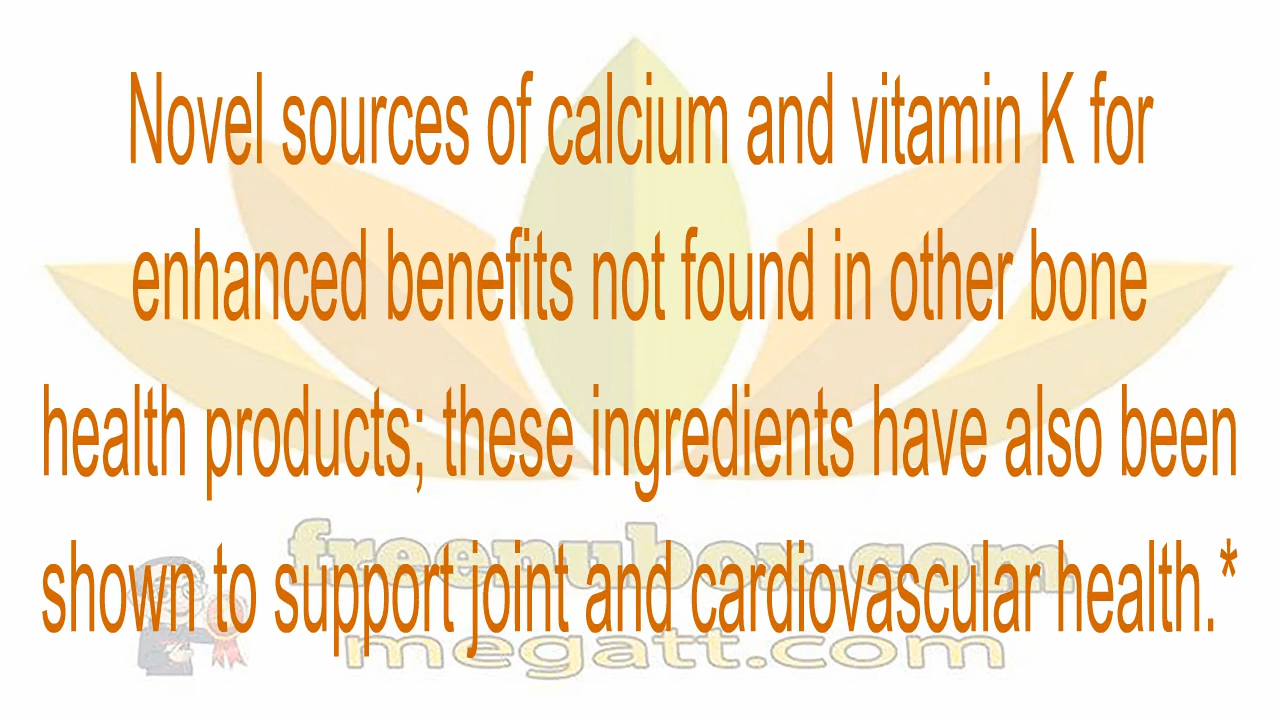 Novel sources of calcium and vitamin K for
enhanced benefits not found in other bone
health products; these ingredients have also been
shown to support joint and cardiovascular health.*
freenubox.com
megatt.com